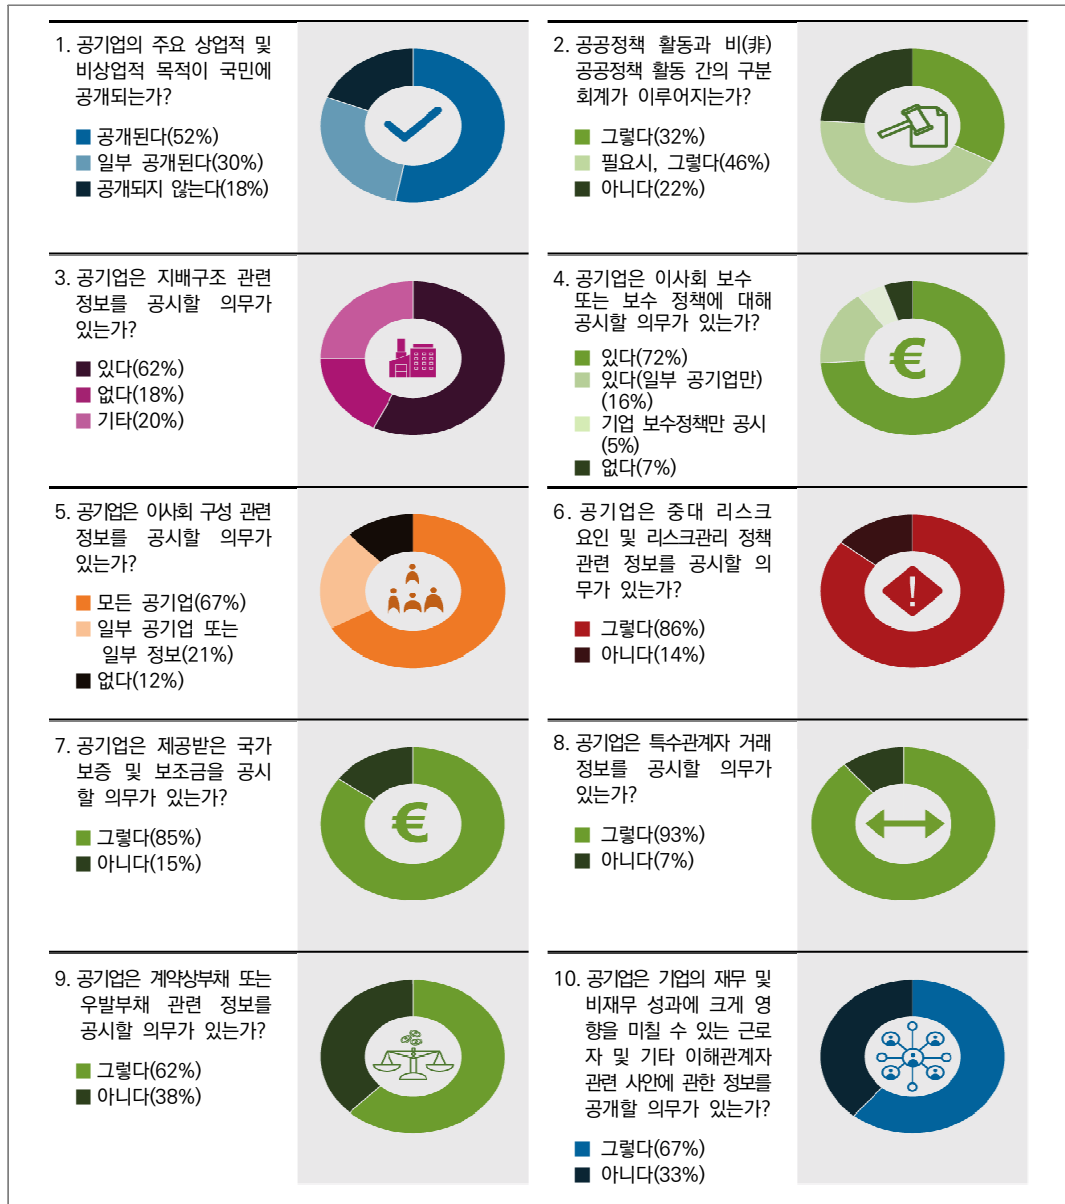 1. 공기업의 주요 상업적 및
비상업적 목적이 국민에
공개되는가?
공개된다(52%)
일부 공개된다(30%)
공개되지 않는다(18%)
2. 공공정책 활동과 비(非)
공공정책 활동 간의 구분
회계가 이루어지는가?
그렇다(32%)
필요시, 그렇다(46%)
아니다(22%)
3. 공기업은 지배구조 관련
정보를 공시할 의무가
있는가?
있다(62%)
없다(18%)
기타(20%)
4. 공기업은 이사회 보수
또는 보수 정책에 대해
공시할 의무가 있는가?
있다(72%)
있다(일부 공기업만)
(16%)
기업 보수정책만 공시
(5%)
없다(7%)
€
5. 공기업은 이사회 구성 관련
정보를 공시할 의무가
있는가?
모든 공기업(67%)
일부 공기업 또는
일부 정보(21%)
없다(12%)
6. 공기업은 중대 리스크
요인 및 리스크관리 정책
관련 정보를 공시할 의
무가 있는가?
그렇다(86%)
아니다(14%)
!
7. 공기업은 제공받은 국가
보증 및 보조금을 공시
할 의무가 있는가?
그렇다(85%)
아니다(15%)
€
8. 공기업은 특수관계자 거래
정보를 공시할 의무가
있는가?
그렇다(93%)
아니다(7%)
9. 공기업은 계약상부채 또는
우발부채 관련 정보를
공시할 의무가 있는가?
그렇다(62%)
아니다(38%)
10. 공기업은 기업의 재무 및
비재무 성과에 크게 영
향을 미칠 수 있는 근로
자 및 기타 이해관계자
관련 사안에 관한 정보를
공개할 의무가 있는가?
그렇다(67%)
아니다(33%)